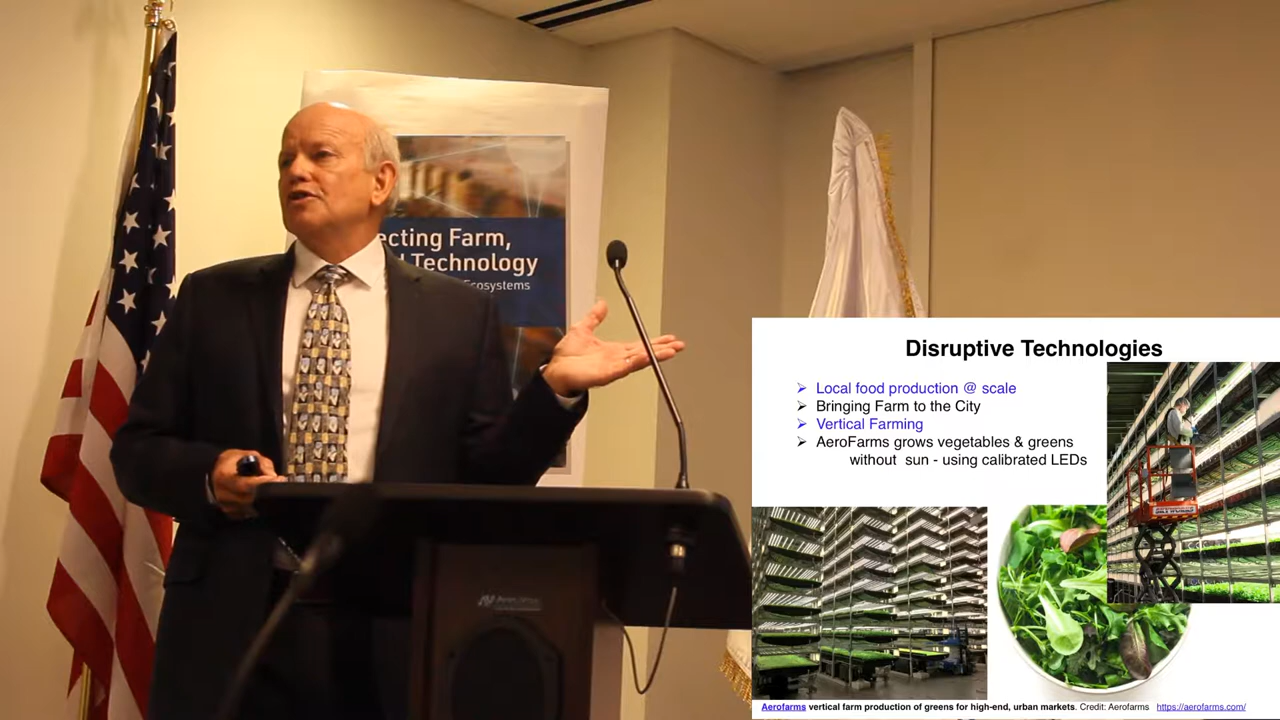 ecting Farm,
Technology
Ecosystems
Disruptive Technologies
➢ Local food production @ scale
➢ Bringing Farm to the City
➢ Vertical Farming
➢ AeroFarms grows vegetables & greens
without sun - using calibrated LEDs
Aerofarms vertical farm production of greens for high-end, urban markets. Credit: Aerofarms https://aerofarms.com/